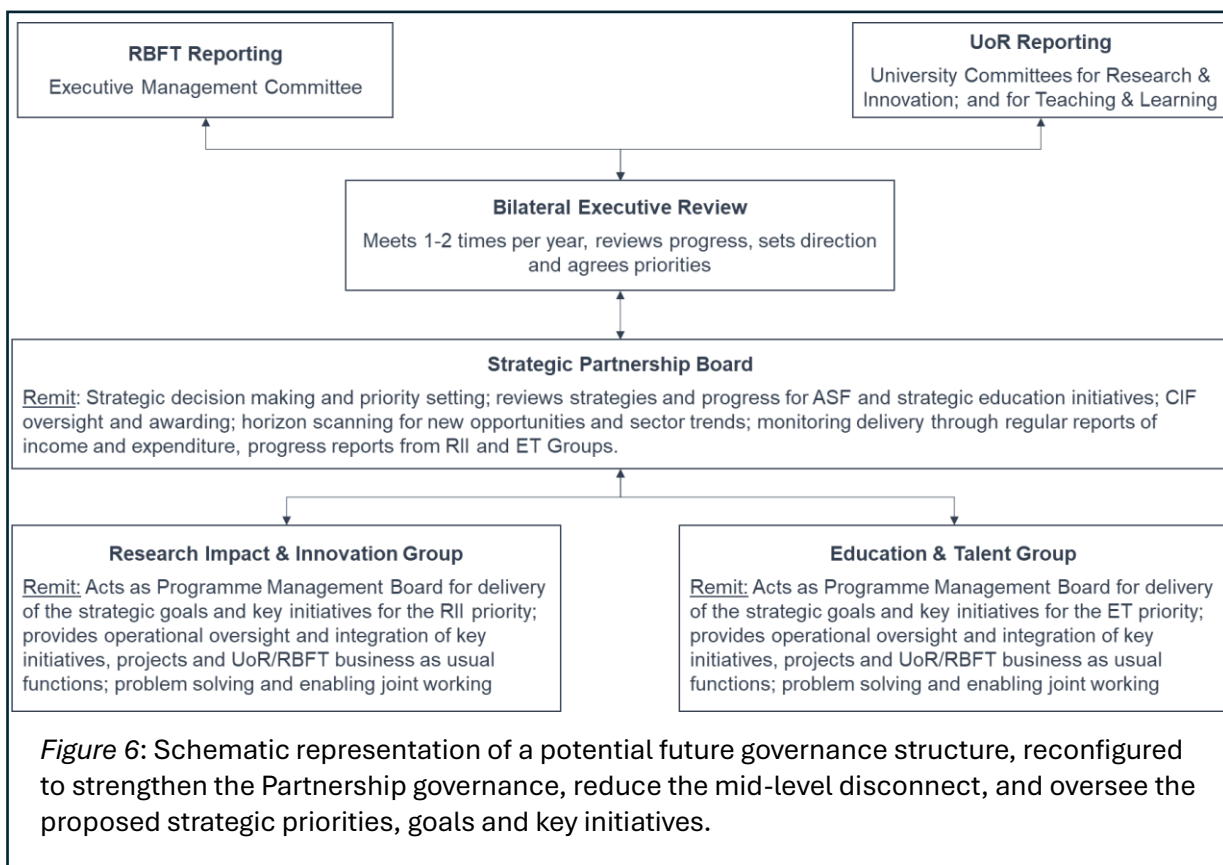 RBFT Reporting
Executive Management Committee
UoR Reporting
University Committees for Research &
Innovation; and for Teaching & Learning
Bilateral Executive Review
Meets 1-2 times per year, reviews progress, sets direction
and agrees priorities
Strategic Partnership Board
Remit: Strategic decision making and priority setting; reviews strategies and progress for ASF and strategic education initiatives; CIF
oversight and awarding; horizon scanning for new opportunities and sector trends; monitoring delivery through regular reports of
income and expenditure, progress reports from RII and ET Groups.
Research Impact & Innovation Group
Remit: Acts as Programme Management Board for delivery
of the strategic goals and key initiatives for the RII priority;
provides operational oversight and integration of key
initiatives, projects and UoR/RBFT business as usual
functions; problem solving and enabling joint working
Education & Talent Group
Remit: Acts as Programme Management Board for delivery
of the strategic goals and key initiatives for the ET priority;
provides operational oversight and integration of key
initiatives, projects and UoR/RBFT business as usual
functions; problem solving and enabling joint working
Figure 6: Schematic representation of a potential future governance structure, reconfigured
to strengthen the Partnership governance, reduce the mid-level disconnect, and oversee the
proposed strategic priorities, goals and key initiatives.